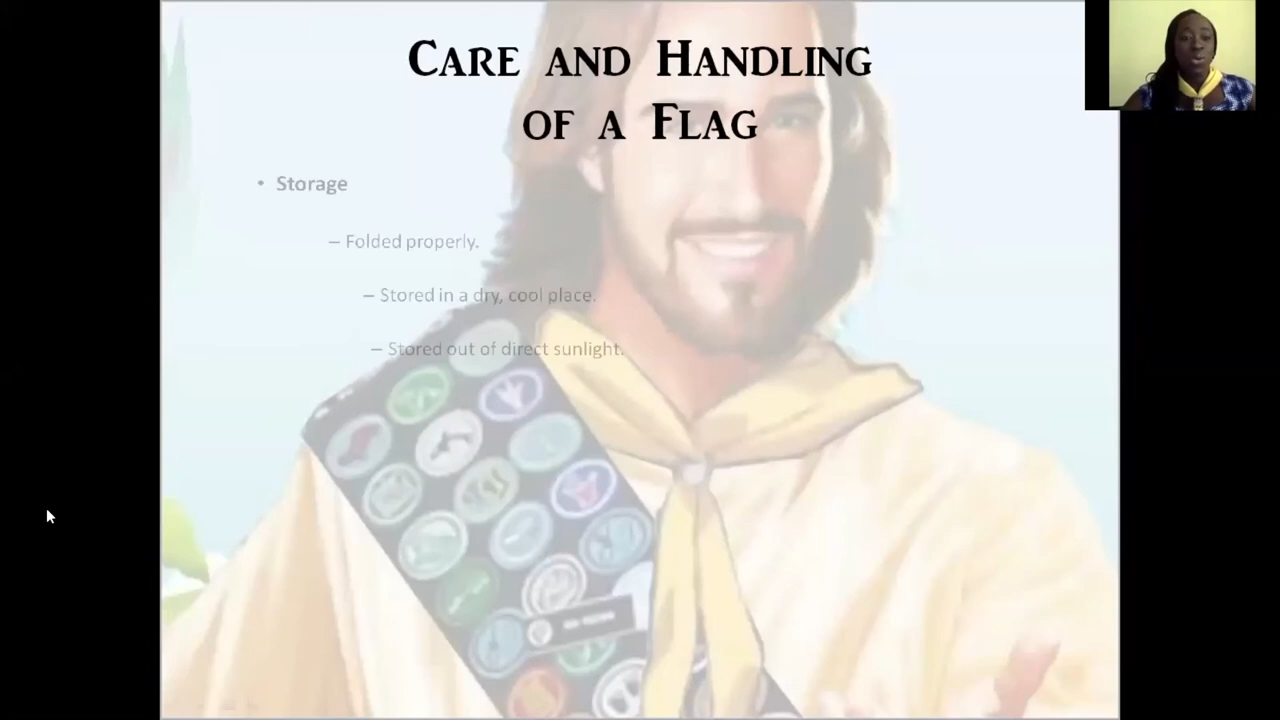 CARE AND HANDLING
OF A FLAG
• Storage
– Folded properly.
– Stored in a dry, cool place.
– Stored out of direct sunlight.